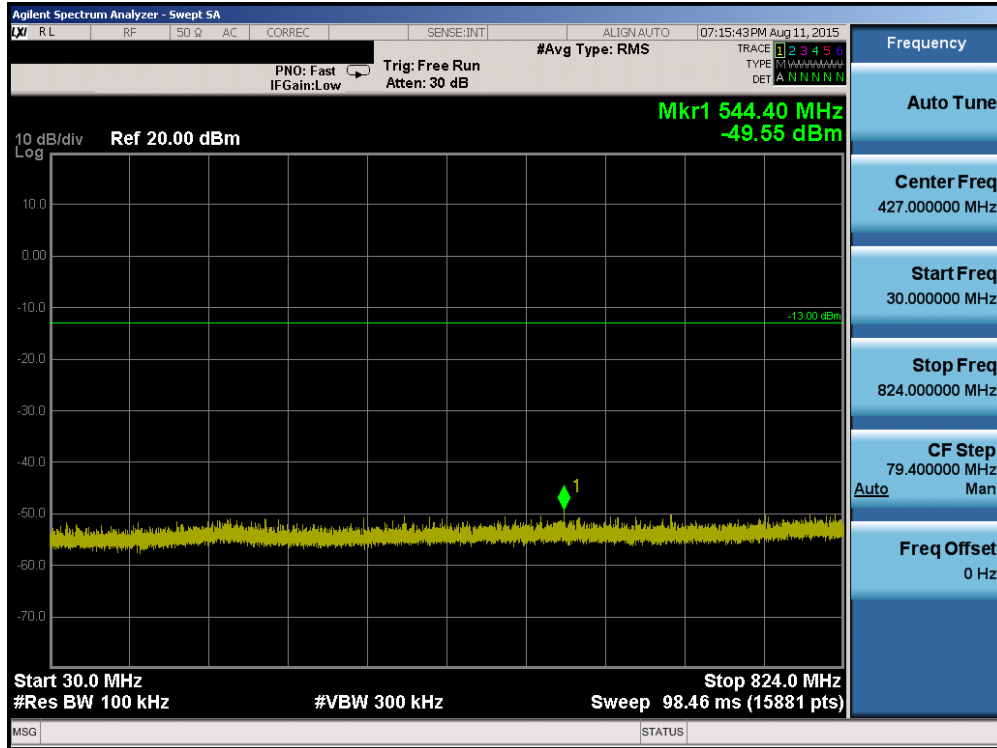 Agilent Spectrum Analyzer - Swept SA
LXI RL RF 50 Ω AC CORREC SENSE:INT ALIGN AUTO 07:15:43 PM Aug 11, 2015
#Avg Type: RMS
TRACE 1 2 3 4 5 6
TYPE
DET A N N N N N
PNO: Fast
IFGain:Low
Trig: Free Run
Atten: 30 dB
Mkr1 544.40 MHz
-49.55 dBm
10 dB/div
Log
Ref 20.00 dBm
10.0
0.00
-10.0
-13.00 dBm
-20.0
-30.0
-40.0
1
-50.0
-60.0
-70.0
Start 30.0 MHz
Stop 824.0 MHz
#Res BW 100 kHz
#VBW 300 kHz
Sweep 98.46 ms (15881 pts)
MSG
STATUS
Frequency
Auto Tune
Center Freq
427.000000 MHz
Start Freq
30.000000 MHz
Stop Freq
824.000000 MHz
CF Step
79.400000 MHz
Auto Man
Freq Offset
0 Hz